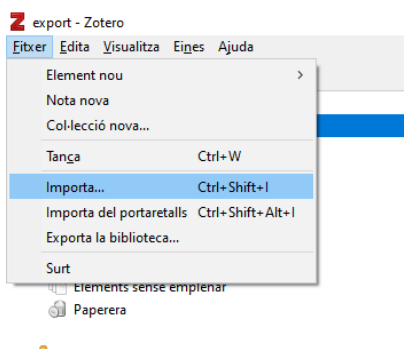 Z export - Zotero
Fitxer Edita Visualitza Eines Ajuda
Element nou >
Nota nova
Col·lecció nova...
Tanca Ctrl+W
Importa... Ctrl+Shift+I
Importa del portaretalls Ctrl+Shift+Alt+I
Exporta la biblioteca...
Surt
Elements sense emplenar
Paperera